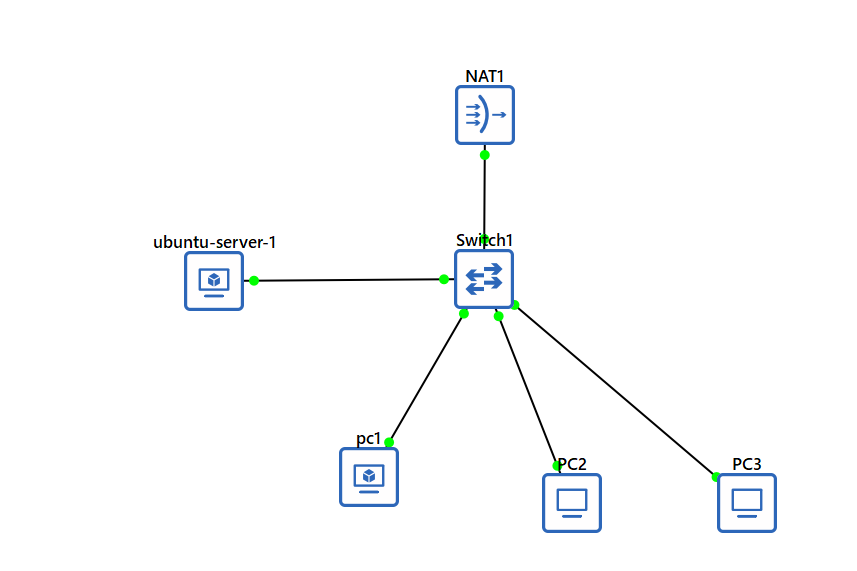 NAT1
ubuntu-server-1
Switch1
pc1
PC2
PC3